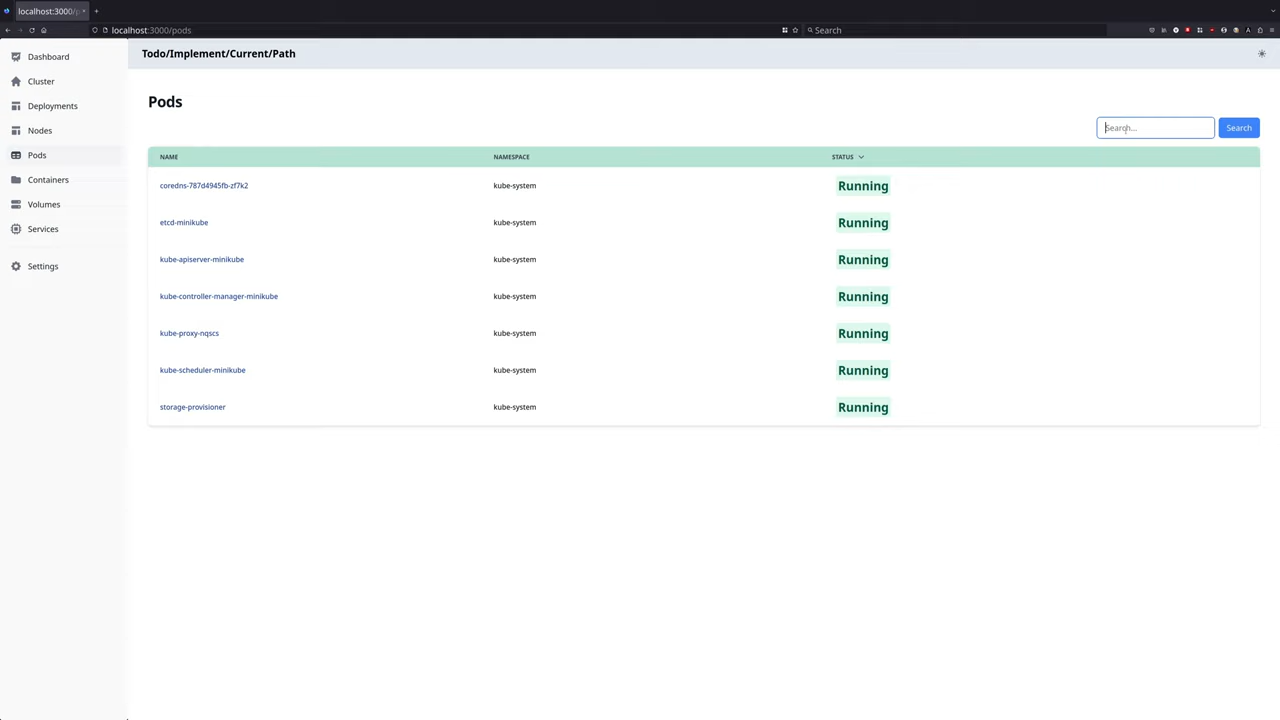 localhost:3000/p
localhost:3000/pods
Search
Dashboard
Cluster
Deployments
Nodes
Pods
Containers
Volumes
Services
Settings
Todo/Implement/Current/Path
Pods
Search...
Search
NAME NAMESPACE STATUS
coredns-787d4945fb-zf7k2 kube-system Running
etcd-minikube kube-system Running
kube-apiserver-minikube kube-system Running
kube-controller-manager-minikube kube-system Running
kube-proxy-nqscs kube-system Running
kube-scheduler-minikube kube-system Running
storage-provisioner kube-system Running